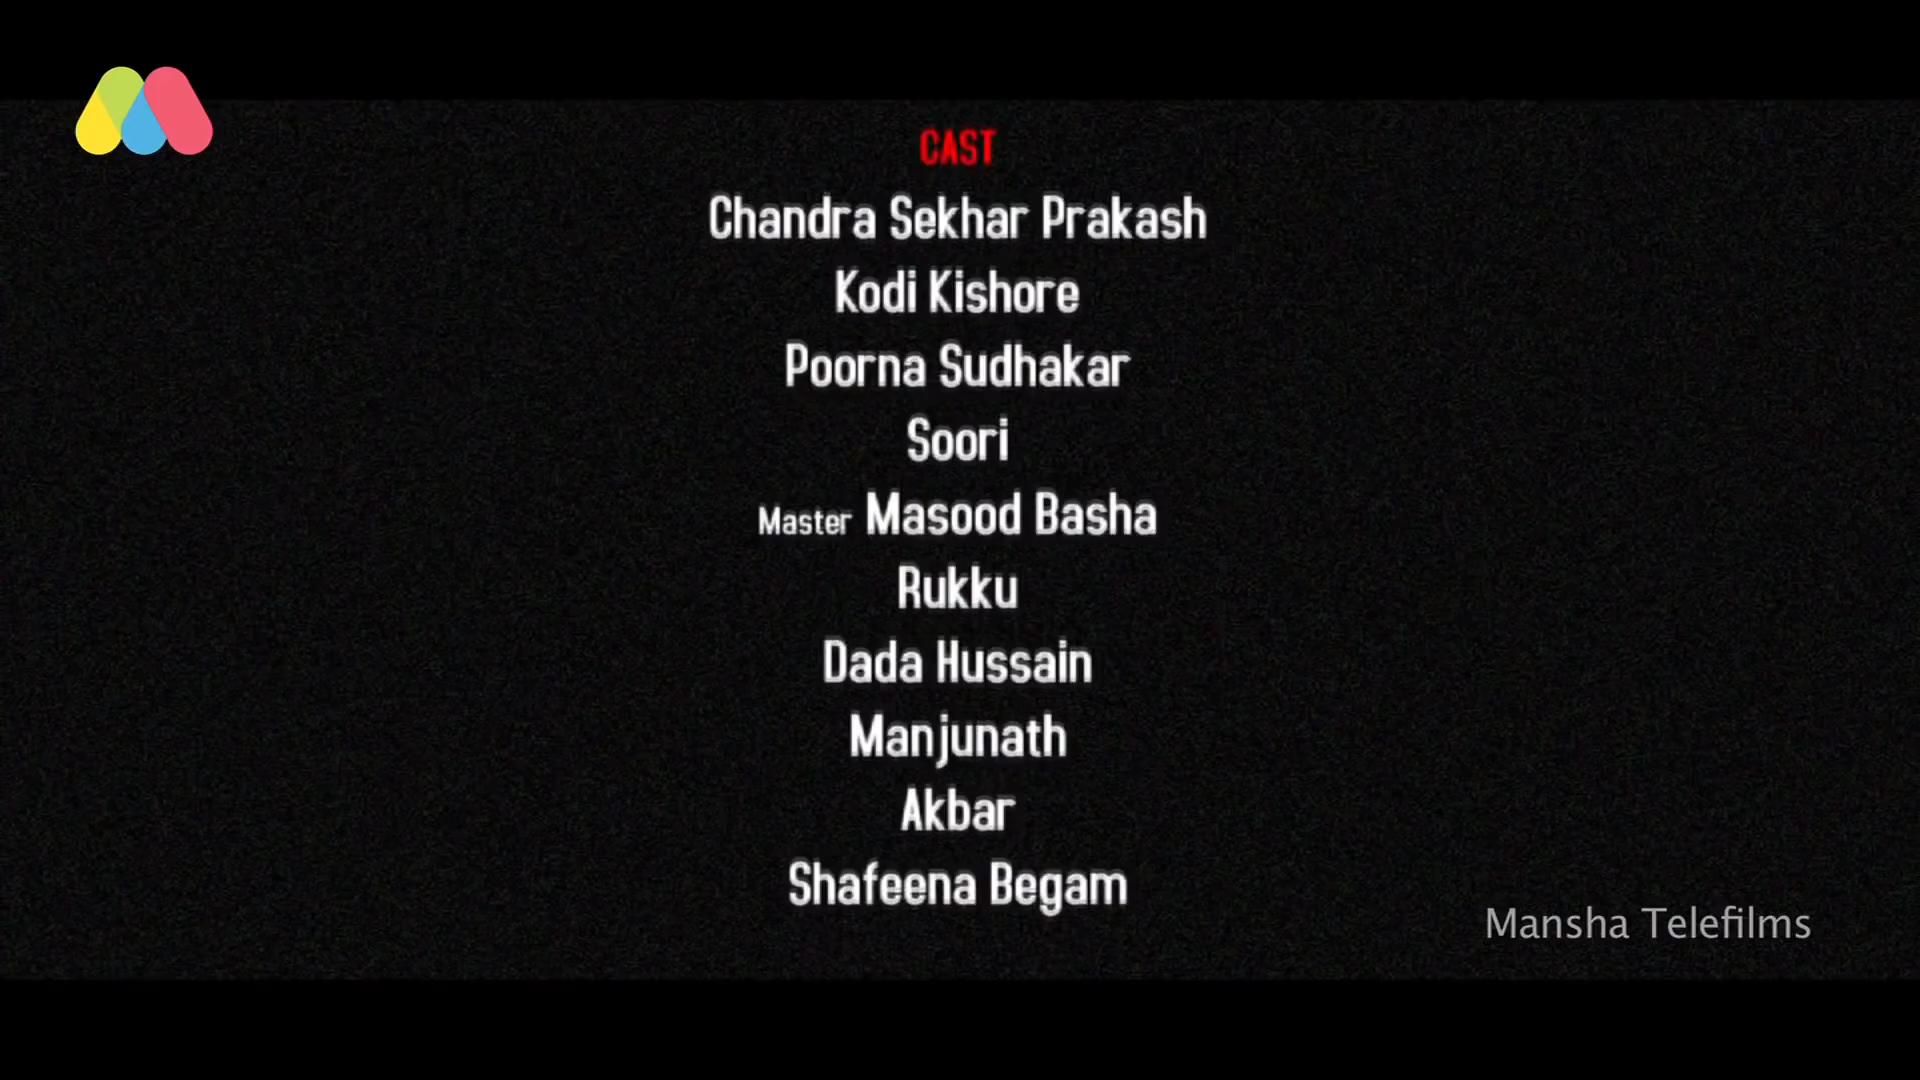 CAST
Chandra Sekhar Prakash
Kodi Kishore
Poorna Sudhakar
Soori
Master Masood Basha
Rukku
Dada Hussain
Manjunath
Akbar
Shafeena Begam
Mansha Telefilms